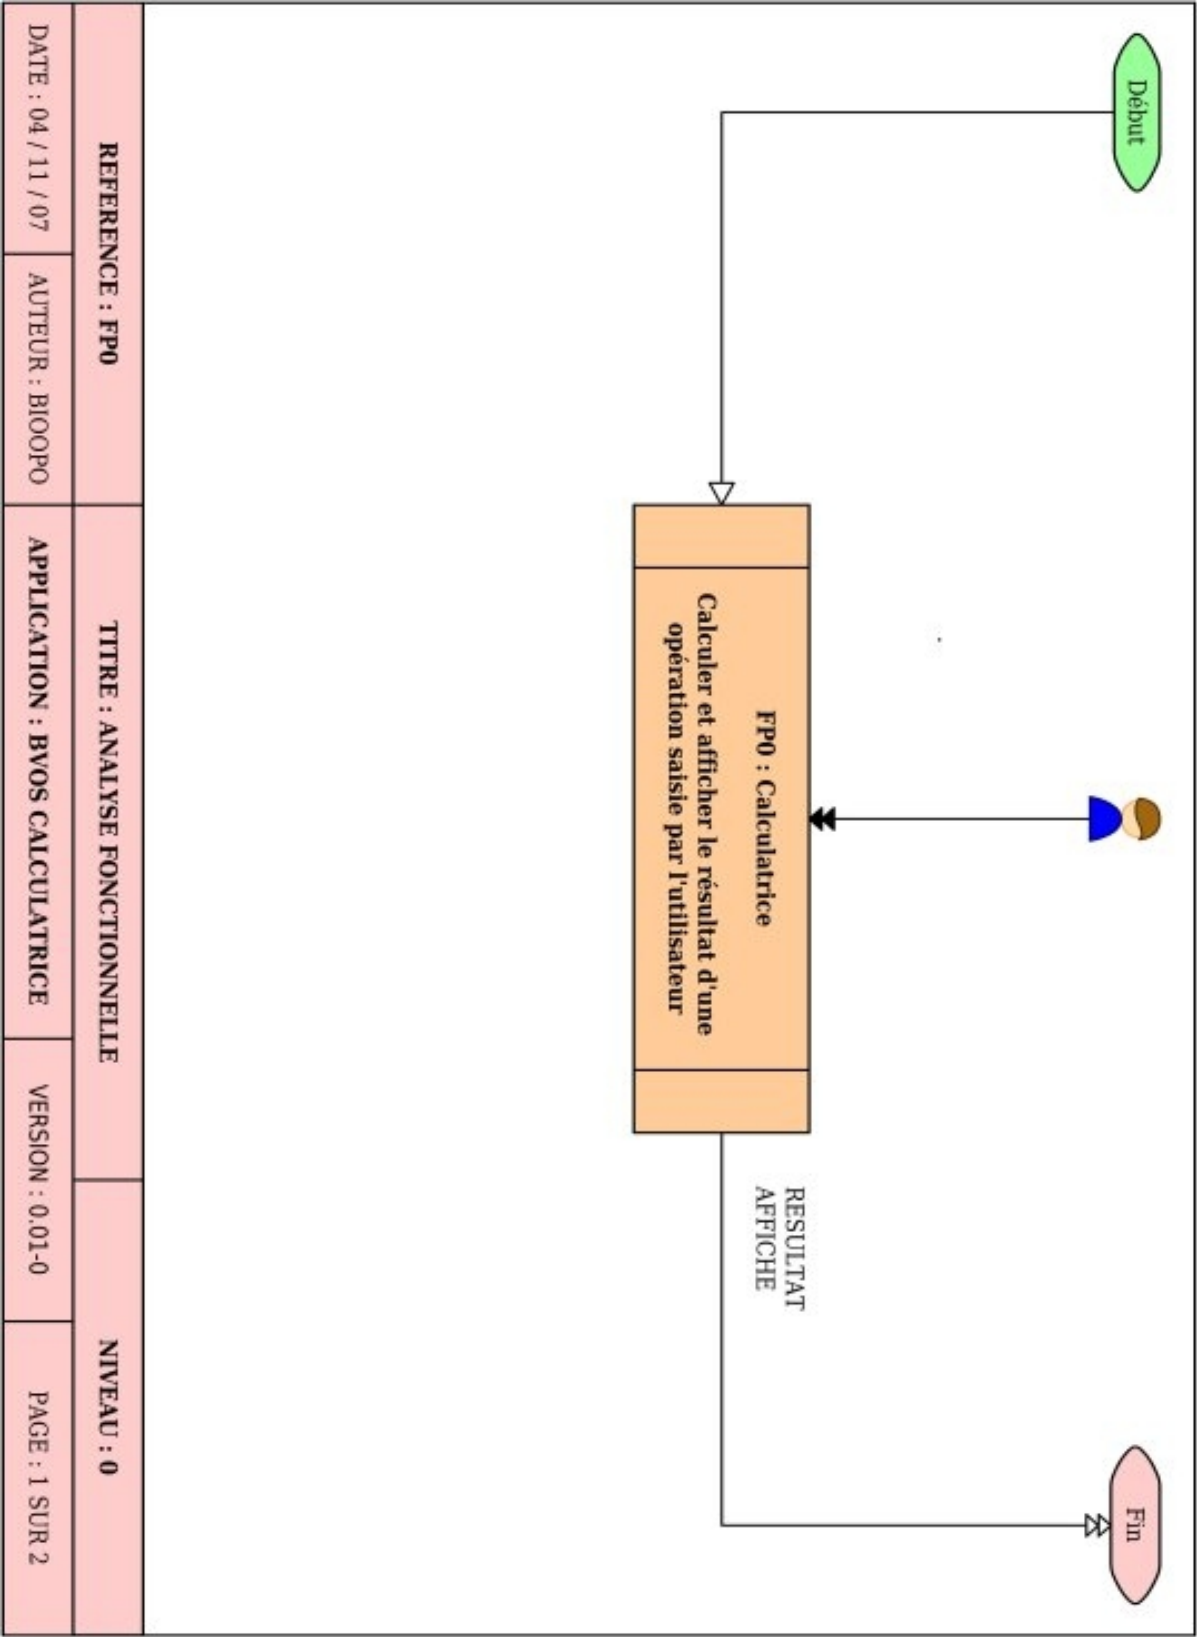 Début
Fin
FP0 : Calculatrice
Calculer et afficher le résultat d'une
opération saisie par l'utilisateur
RESULTAT
AFFICHE
REFERENCE : FP0
TITRE : ANALYSE FONCTIONNELLE
NIVEAU : 0
DATE : 04 / 11 / 07
AUTEUR : BIOOPO
APPLICATION : BVOS CALCULATRICE
VERSION : 0.01-0
PAGE : 1 SUR 2